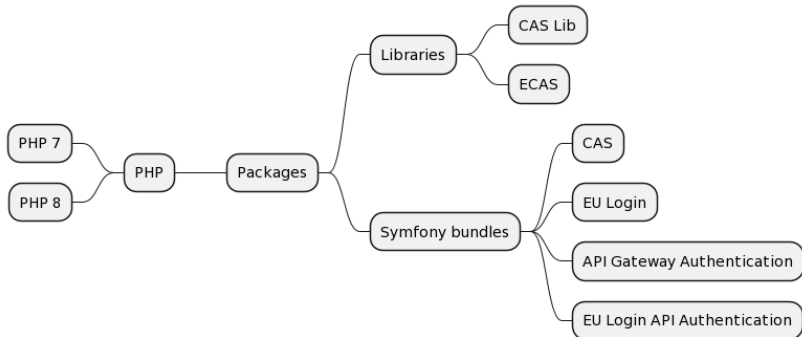 CAS Lib
Libraries
ECAS
PHP 7
CAS
PHP
Packages
PHP 8
EU Login
Symfony bundles
API Gateway Authentication
EU Login API Authentication